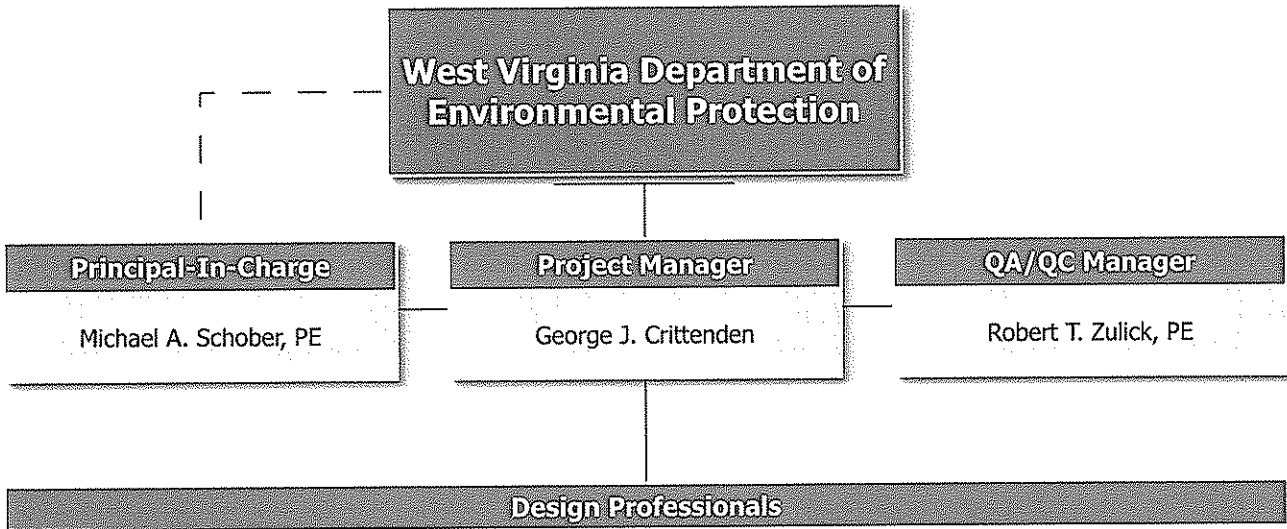 West Virginia Department of
Environmental Protection
Principal-In-Charge
Michael A. Schober, PE
Project Manager
George J. Crittenden
QA/QC Manager
Robert T. Zulick, PE
Design Professionals